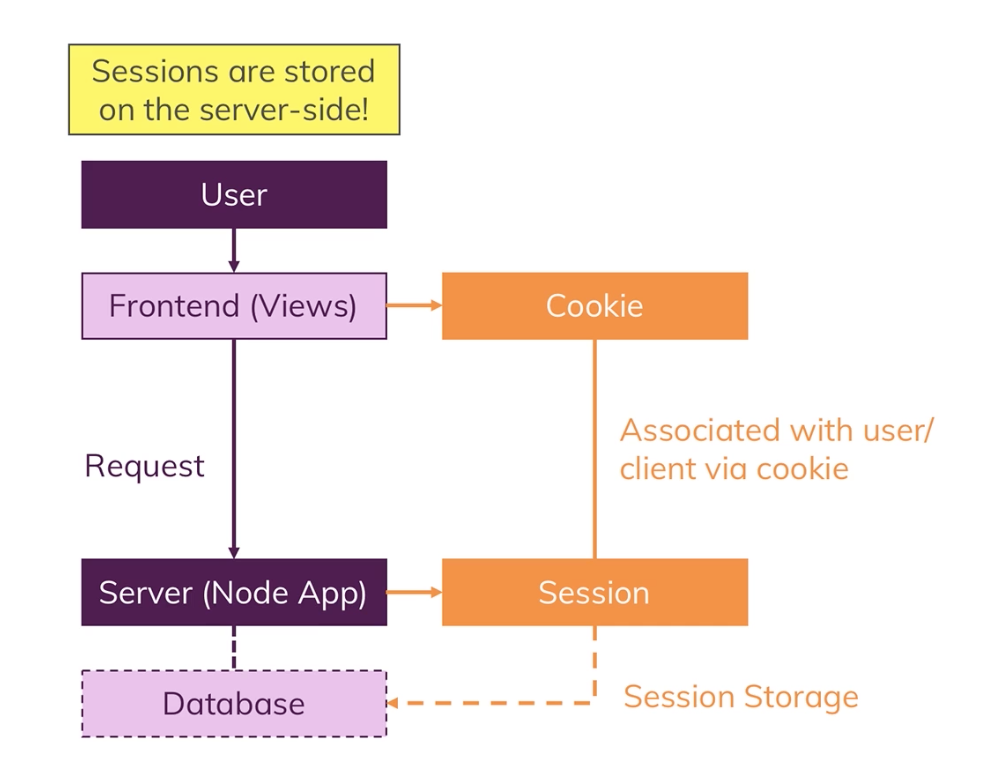 Sessions are stored
on the server-side!
User
Frontend (Views)
Cookie
Associated with user/
client via cookie
Request
Server (Node App)
Session
Database
Session Storage